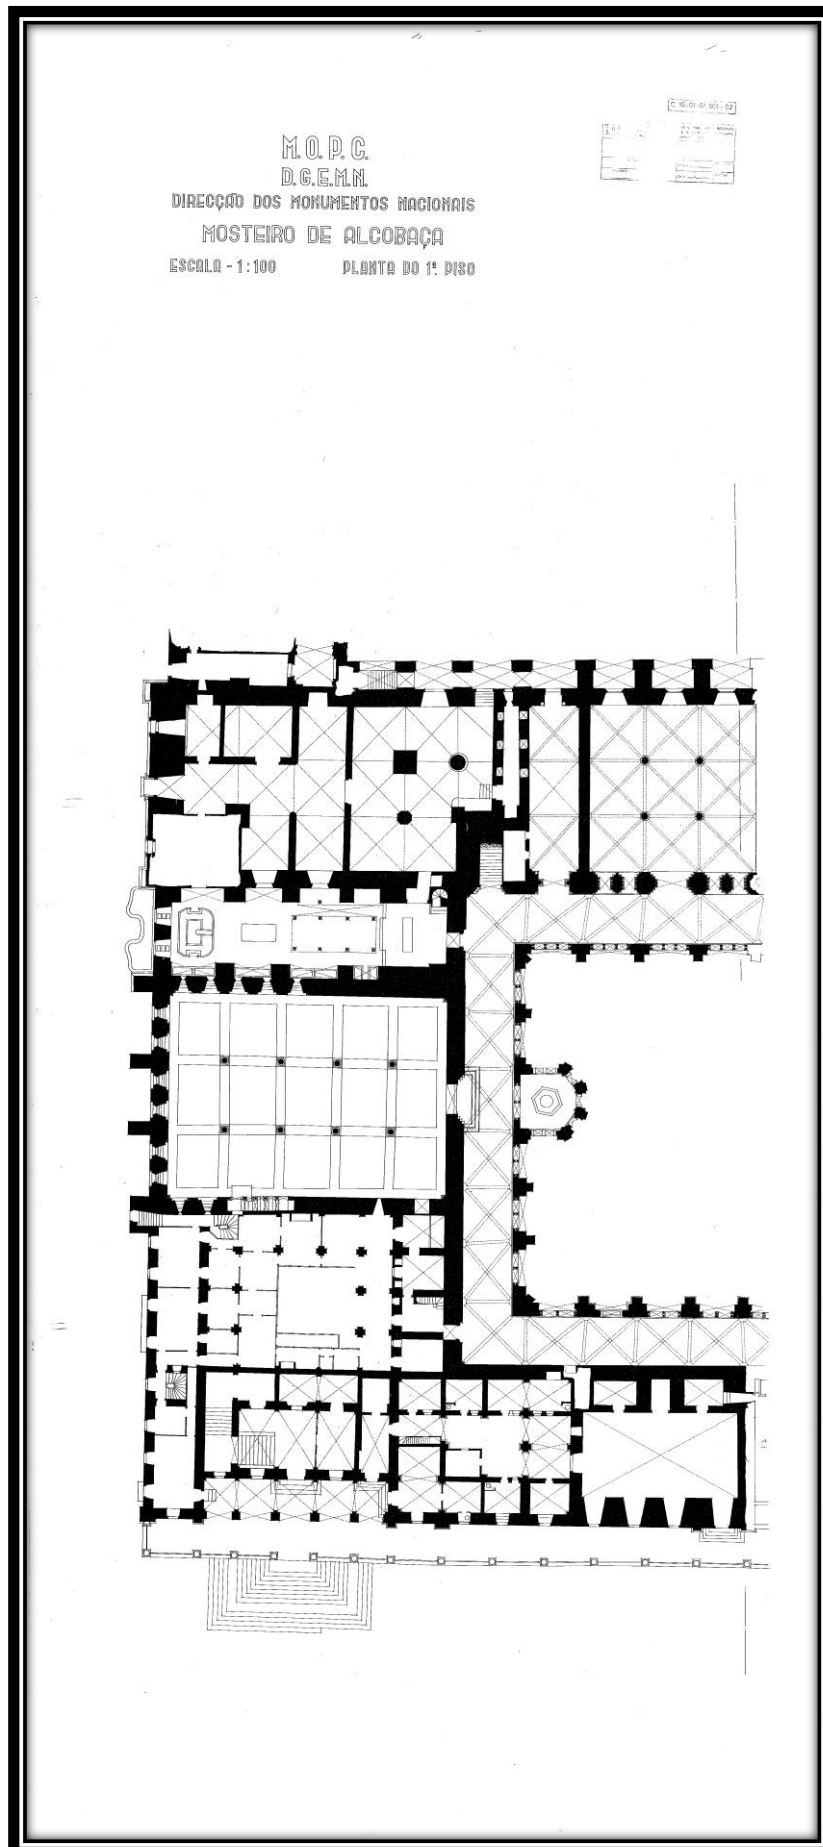 M.O.P.C.
D.G.E.M.N.
DIRECÇÃO DOS MONUMENTOS NACIONAIS
MOSTEIRO DE ALCOBAÇA
ESCALA - 1:100 PLANTA DO 1º PISO